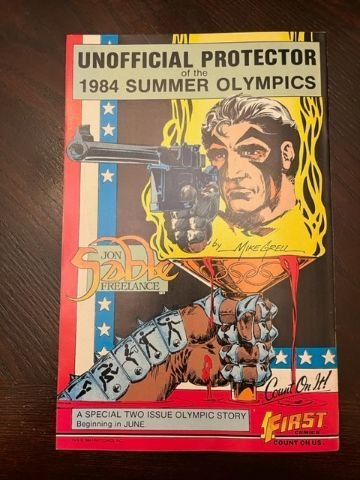 UNOFFICIAL PROTECTOR
of the
1984 SUMMER OLYMPICS
by MIKE GRELL
JON
Sable
FREELANCE
Count On It!
A SPECIAL TWO ISSUE OLYMPIC STORY
Beginning in JUNE
FIRST
COMICS
COUNT ON US.